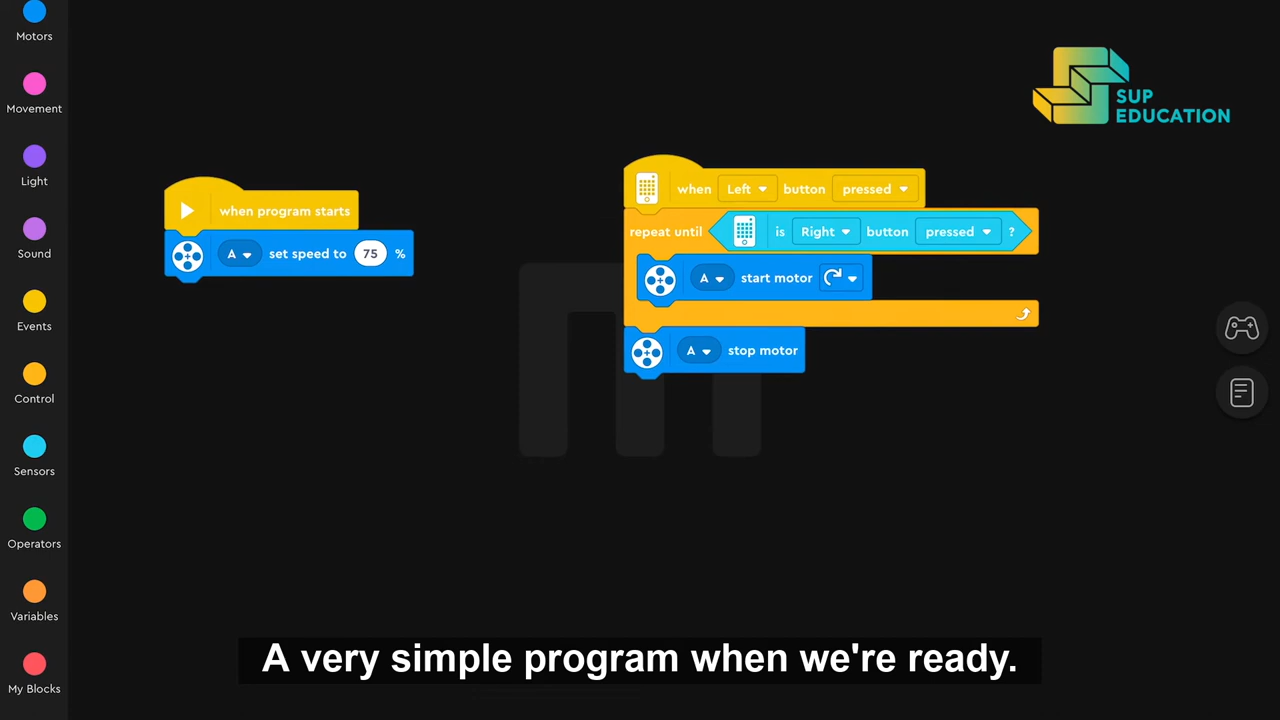 Motors
Movement
Light
Sound
Events
Control
Sensors
Operators
Variables
My Blocks
when program starts
A set speed to 75 %
when Left button pressed
repeat until is Right button pressed ?
A start motor
A stop motor
SUP
EDUCATION
A very simple program when we're ready.